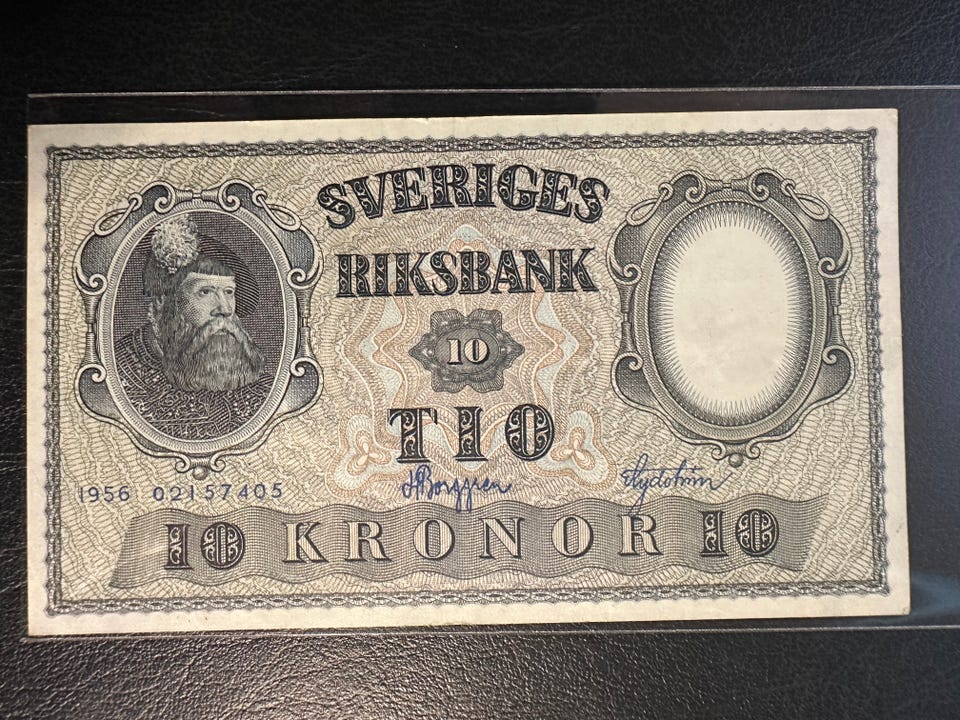 SVERIGES
RIKSBANK
10
TIO
1956 02157405
10 KRONOR 10